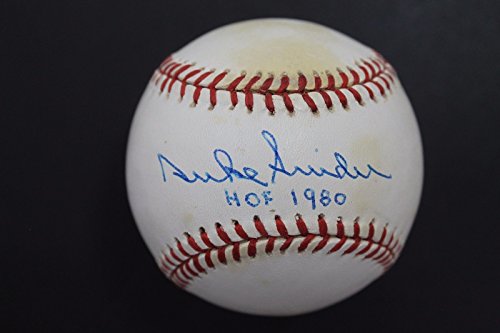 Duke Snider
HOF 1980